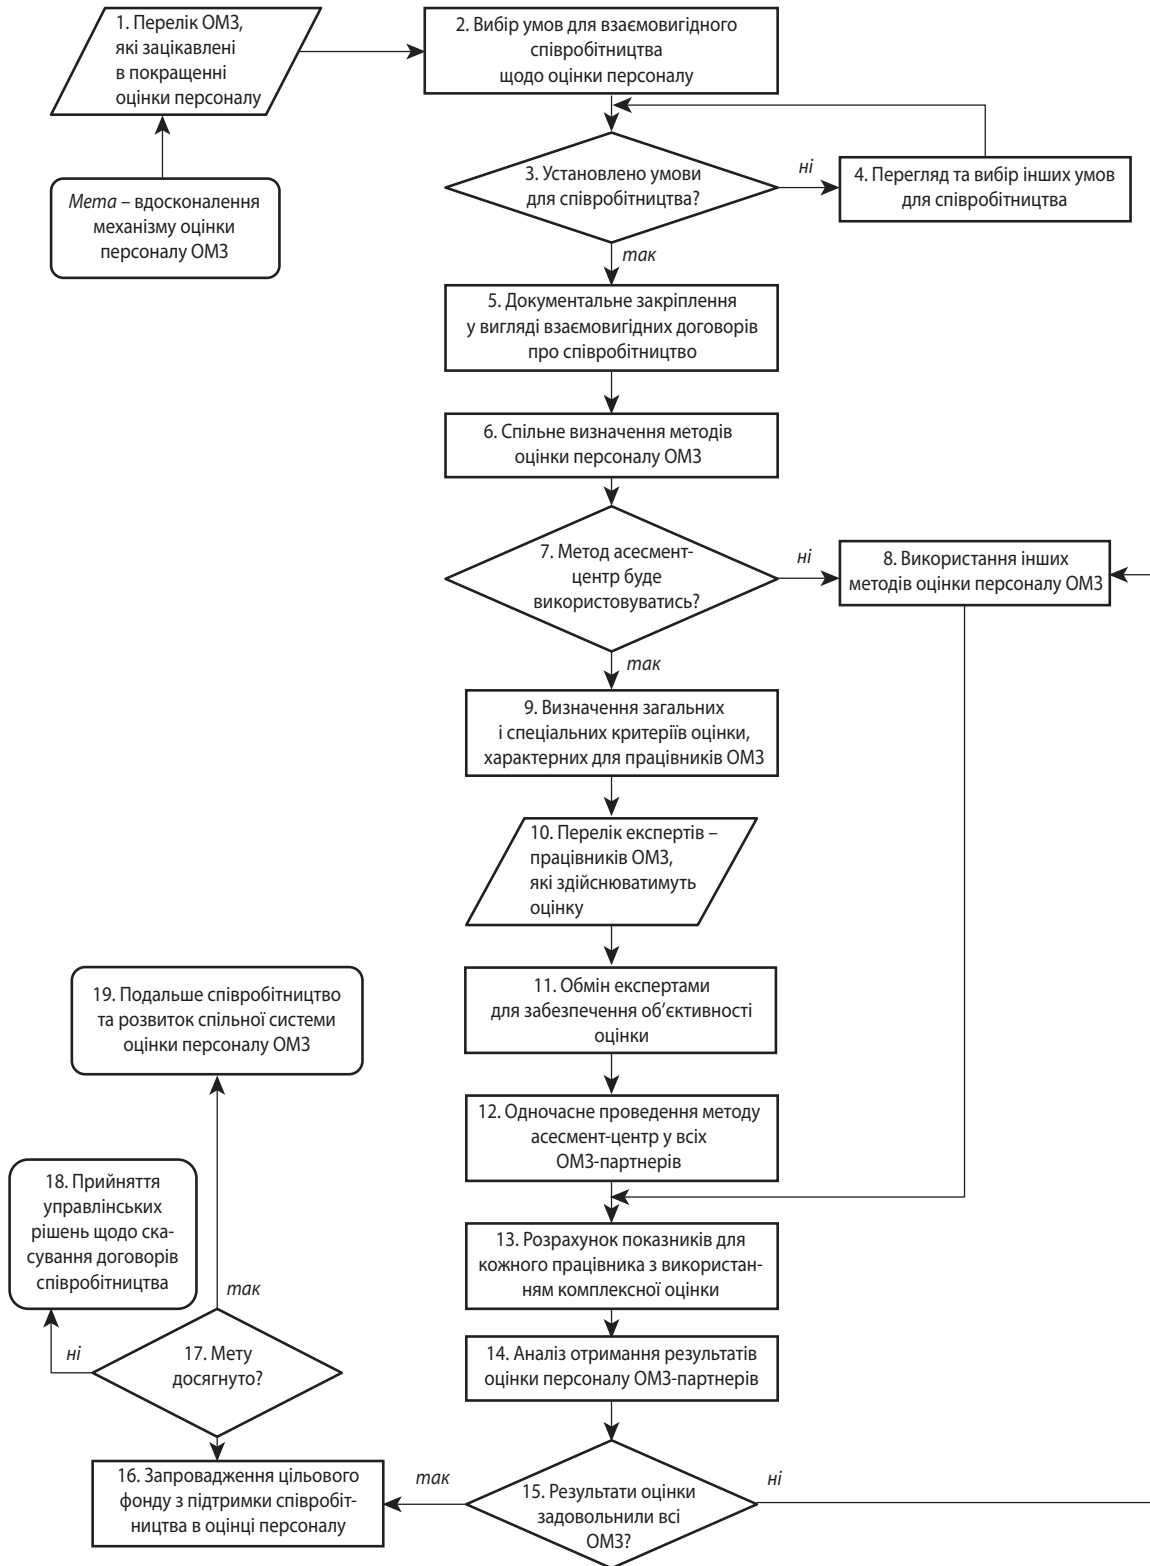 1. Перелік ОМЗ,
які зацікавлені
в покращенні
оцінки персоналу
2. Вибір умов для взаємовигідного
співробітництва
щодо оцінки персоналу
Мета – вдосконалення
механізму оцінки
персоналу ОМЗ
3. Установлено умови
для співробітництва?
ні
4. Перегляд та вибір інших умов
для співробітництва
так
5. Документальне закріплення
у вигляді взаємовигідних договорів
про співробітництво
6. Спільне визначення методів
оцінки персоналу ОМЗ
7. Метод асесмент-
центр буде
використовуватись?
ні
8. Використання інших
методів оцінки персоналу ОМЗ
так
9. Визначення загальних
і спеціальних критеріїв оцінки,
характерних для працівників ОМЗ
10. Перелік експертів –
працівників ОМЗ,
які здійснюватимуть
оцінку
11. Обмін експертами
для забезпечення об’єктивності
оцінки
12. Одночасне проведення методу
асесмент-центр у всіх
ОМЗ-партнерів
13. Розрахунок показників для
кожного працівника з використан-
ням комплексної оцінки
14. Аналіз отримання результатів
оцінки персоналу ОМЗ-партнерів
15. Результати оцінки
задовольнили всі
ОМЗ?
ні
так
16. Запровадження цільового
фонду з підтримки співробіт-
ництва в оцінці персоналу
17. Мету
досягнуто?
ні
так
18. Прийняття
управлінських
рішень щодо ска-
сування договорів
співробітництва
19. Подальше співробітництво
та розвиток спільної системи
оцінки персоналу ОМЗ